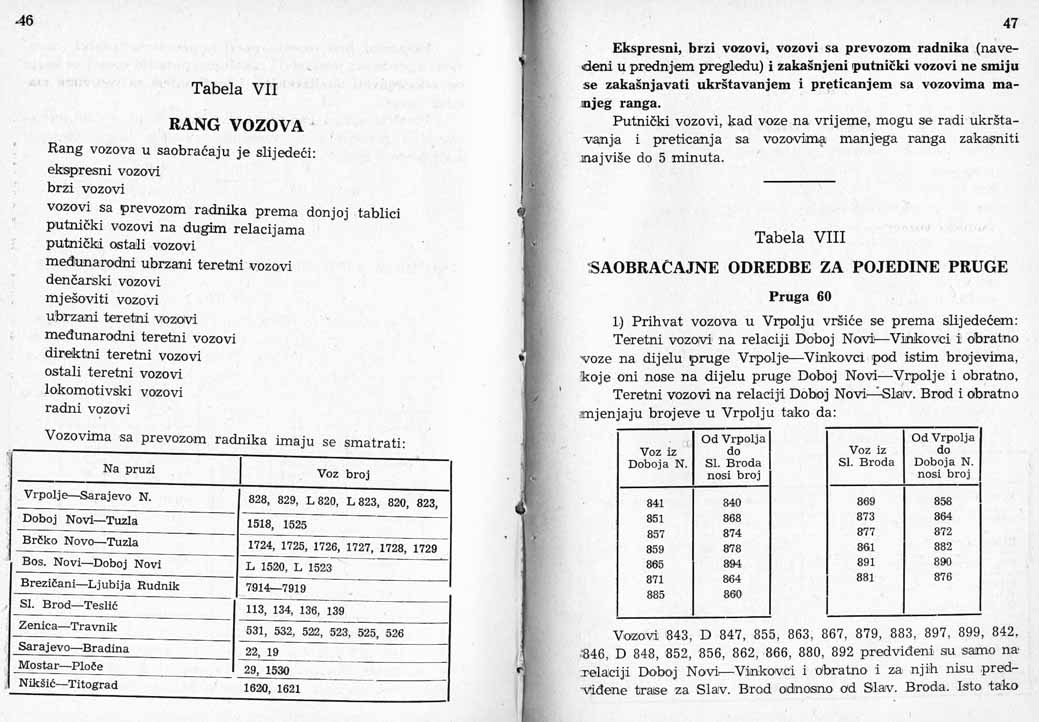 46
Tabela VII
RANG VOZOVA
Rang vozova u saobraćaju je slijedeći:
ekspresni vozovi
brzi vozovi
vozovi sa prevozom radnika prema donjoj tablici
putnički vozovi na dugim relacijama
putnički ostali vozovi
međunarodni ubrzani teretni vozovi
denčarski vozovi
mješoviti vozovi
ubrzani teretni vozovi
međunarodni teretni vozovi
direktni teretni vozovi
ostali teretni vozovi
lokomotivski vozovi
radni vozovi
Vozovima sa prevozom radnika imaju se smatrati:
Na pruzi Voz broj
Vrpolje—Sarajevo N. 828, 829, L 820, L 823, 820, 823,
Doboj Novi—Tuzla 1518, 1525
Brčko Novo—Tuzla 1724, 1725, 1726, 1727, 1728, 1729
Bos. Novi—Doboj Novi L 1520, L 1523
Brezičani—Ljubija Rudnik 7914—7919
Sl. Brod—Teslić 113, 134, 136, 139
Zenica—Travnik 531, 532, 522, 523, 525, 526
Sarajevo—Bradina 22, 19
Mostar—Ploče 29, 1530
Nikšić—Titograd 1620, 1621
47
Ekspresni, brzi vozovi, vozovi sa prevozom radnika (nave-
deni u prednjem pregledu) i zakašnjeni putnički vozovi ne smiju
se zakašnjavati ukrštavanjem i preticanjem sa vozovima ma-
njeg ranga.
Putnički vozovi, kad voze na vrijeme, mogu se radi ukršta-
vanja i preticanja sa vozovima manjega ranga zakasniti
najviše do 5 minuta.
Tabela VIII
SAOBRAĆAJNE ODREDBE ZA POJEDINE PRUGE
Pruga 60
1) Prihvat vozova u Vrpolju vršiće se prema slijedećem:
Teretni vozovi na relaciji Doboj Novi—Vinkovci i obratno
voze na dijelu pruge Vrpolje—Vinkovci pod istim brojevima,
koje oni nose na dijelu pruge Doboj Novi—Vrpolje i obratno,
Teretni vozovi na relaciji Doboj Novi—Slav. Brod i obratno
mjenjaju brojeve u Vrpolju tako da:
Voz iz
Doboja N.
Od Vrpolja
do
Sl. Broda
nosi broj
841 840
851 868
857 874
859 878
865 894
871 864
885 860
Voz iz
Sl. Broda
Od Vrpolja
do
Doboja N.
nosi broj
869 858
873 864
877 872
861 882
891 890
881 876
Vozovi 843, D 847, 855, 863, 867, 879, 883, 897, 899, 842,
846, D 848, 852, 856, 862, 866, 880, 892 predviđeni su samo na
relaciji Doboj Novi—Vinkovci i obratno i za njih nisu pred-
viđene trase za Slav. Brod odnosno od Slav. Broda. Isto tako